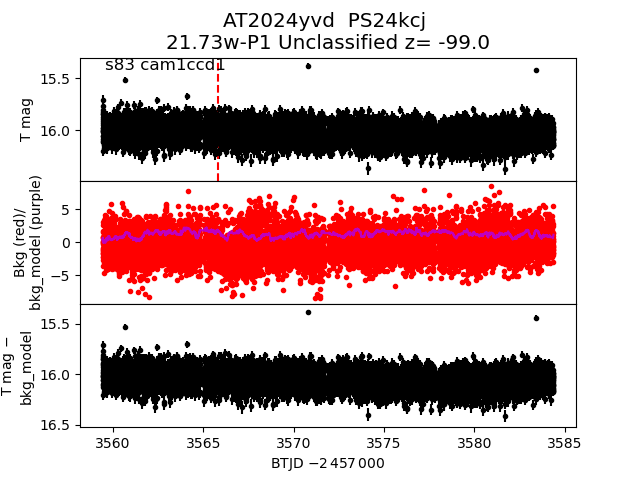 AT2024yvd  PS24kcj
21.73w-P1 Unclassified z= -99.0
s83 cam1ccd1
15.5
16.0
T mag
5
0
−5
Bkg (red)/
bkg_model (purple)
15.5
16.0
16.5
T mag −
bkg_model
3560
3565
3570
3575
3580
3585
BTJD −2 457 000